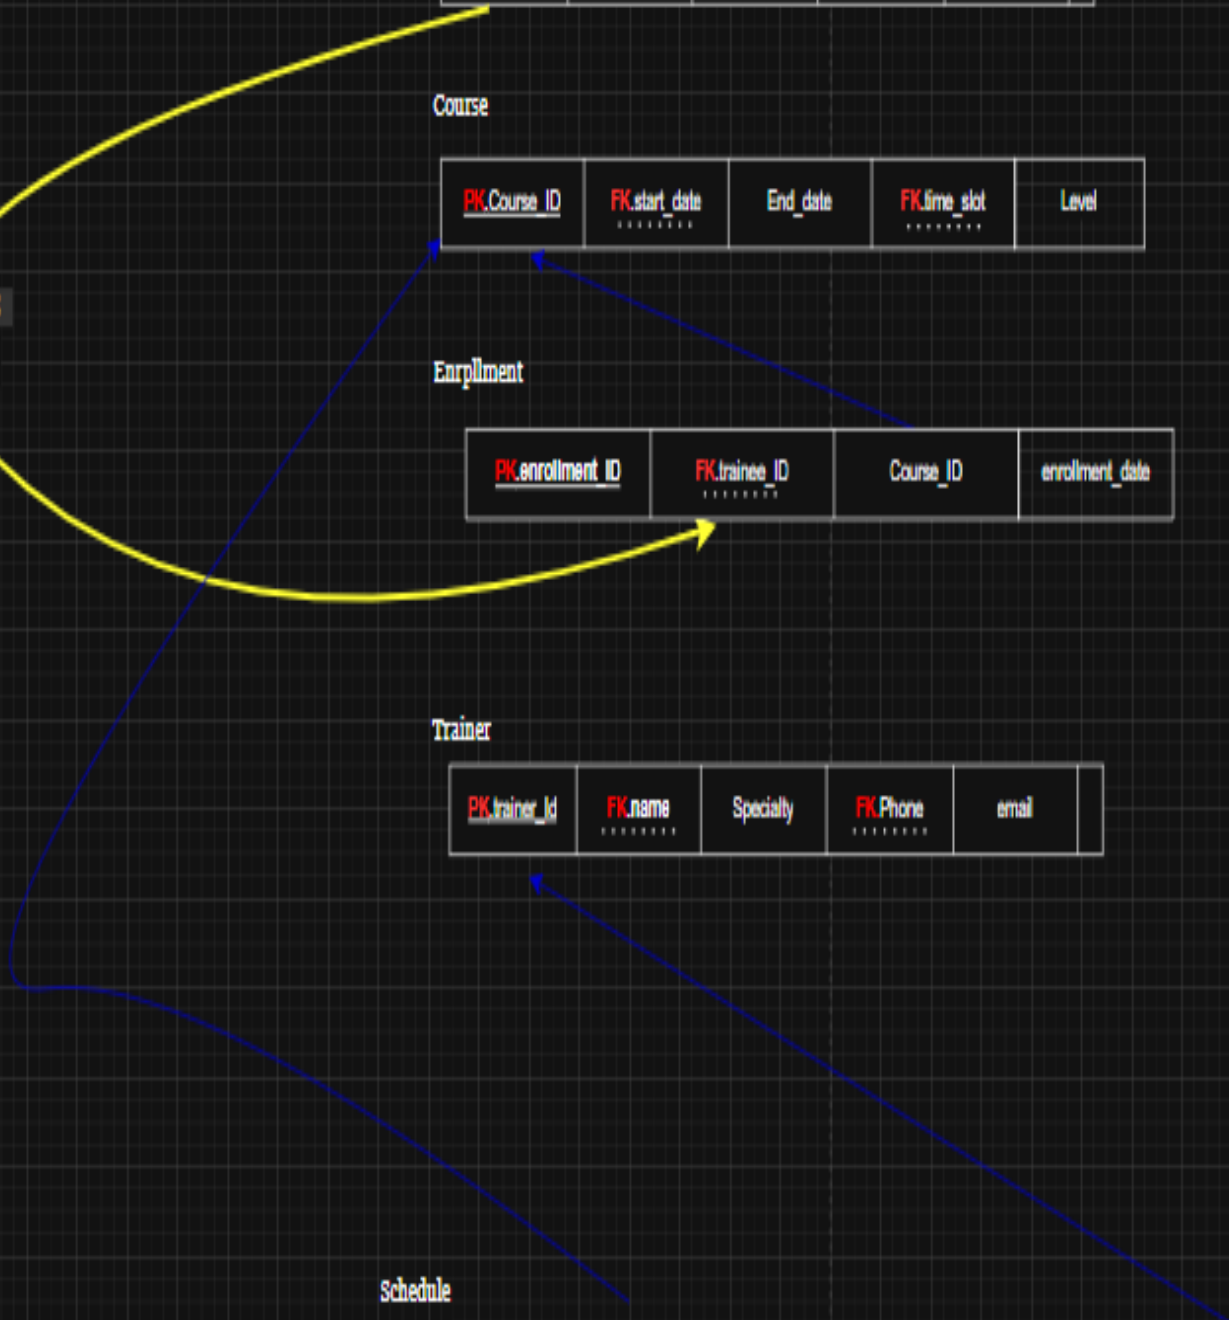 Course
PK.Course_ID FK.start_date End_date FK.time_slot Level
Enrpllment
PK.enrollment_ID FK.trainee_ID Course_ID enrollment_date
Trainer
PK.trainer_Id FK.name Specialty FK.Phone email
Schedule